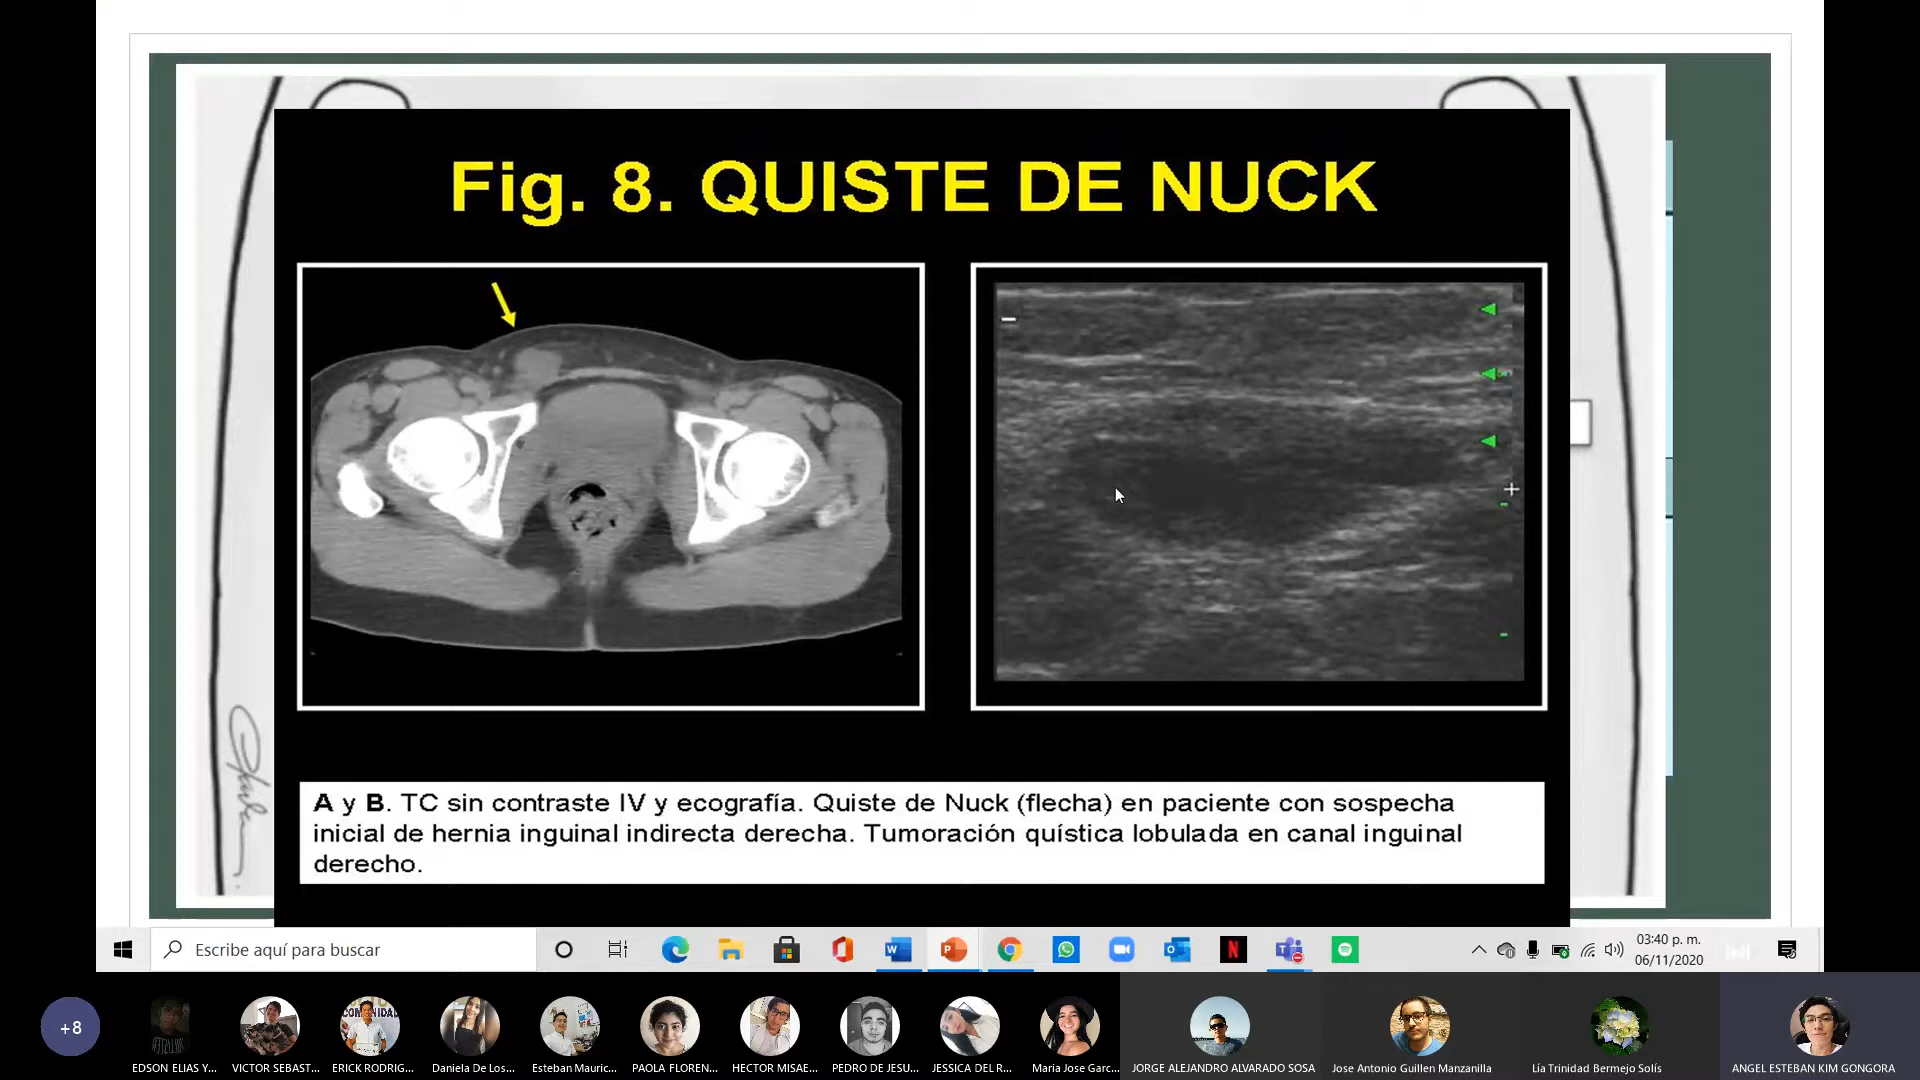 Fig. 8. QUISTE DE NUCK
A y B. TC sin contraste IV y ecografía. Quiste de Nuck (flecha) en paciente con sospecha
inicial de hernia inguinal indirecta derecha. Tumoración quística lobulada en canal inguinal
derecho.
Escribe aquí para buscar
03:40 p. m.
06/11/2020
+8
EDSON ELIAS Y...
VICTOR SEBAST...
ERICK RODRIG...
Daniela De Los...
Esteban Mauric...
PAOLA FLOREN...
HECTOR MISAE...
PEDRO DE JESU...
JESSICA DEL R...
Maria Jose Garc...
JORGE ALEJANDRO ALVARADO SOSA
Jose Antonio Guillen Manzanilla
Lía Trinidad Bermejo Solís
ANGEL ESTEBAN KIM GONGORA